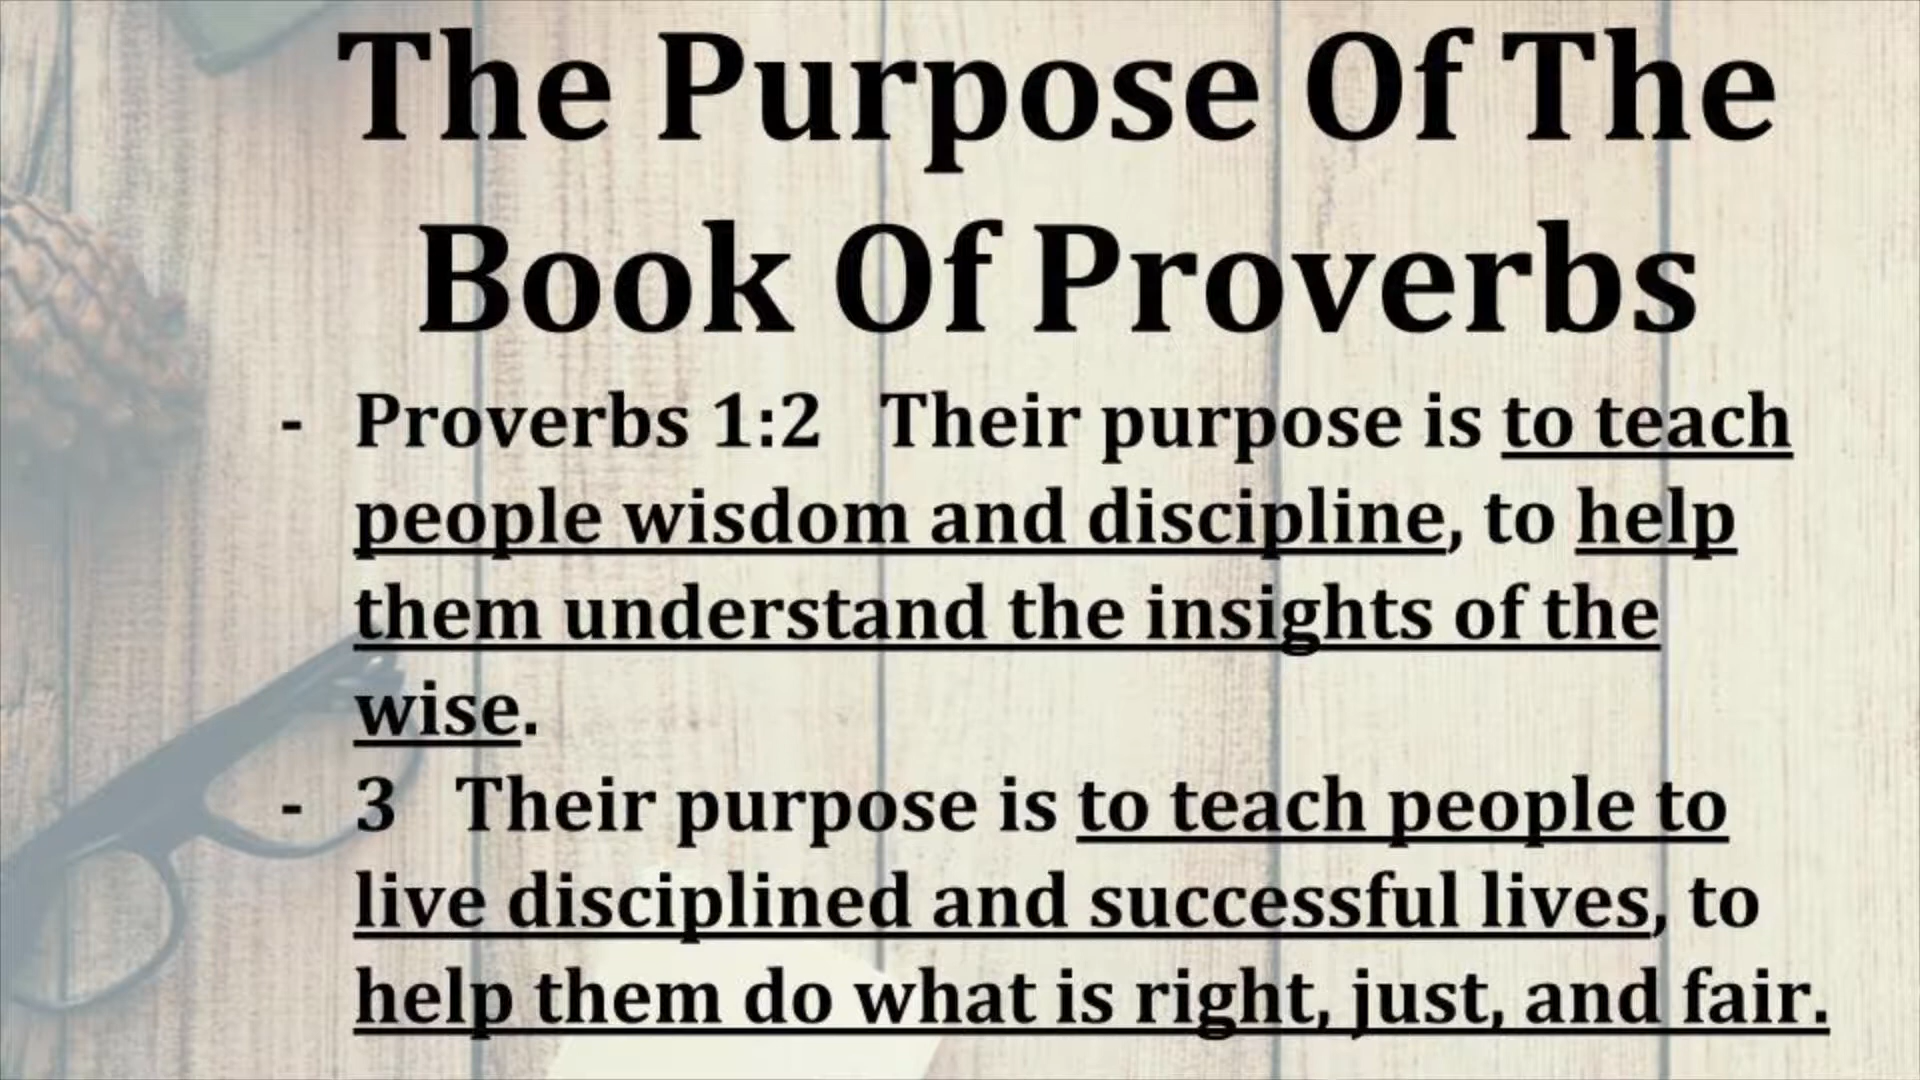 The Purpose Of The
Book Of Proverbs
- Proverbs 1:2 Their purpose is to teach
people wisdom and discipline, to help
them understand the insights of the
wise.
- 3 Their purpose is to teach people to
live disciplined and successful lives, to
help them do what is right, just, and fair.